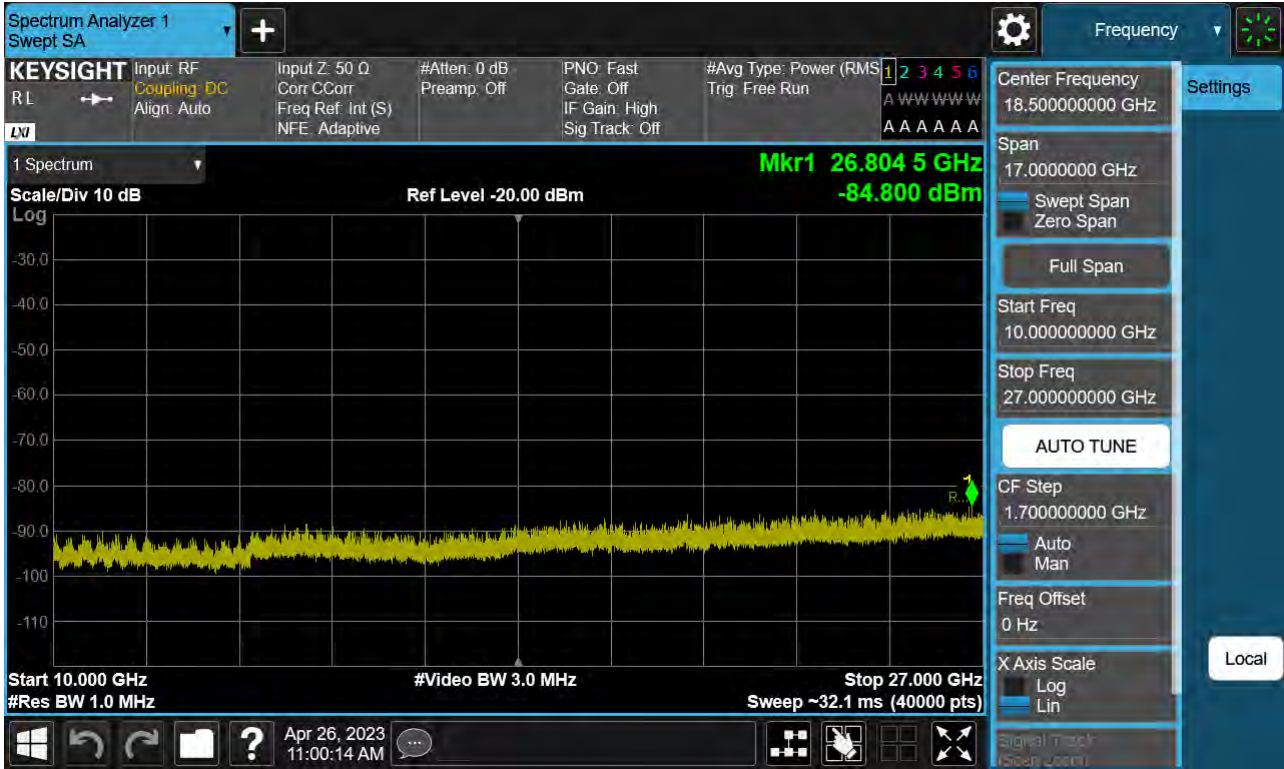 Spectrum Analyzer 1
Swept SA
+
Frequency
KEYSIGHT
R L
LXI
Input: RF
Coupling: DC
Align: Auto
Input Z: 50 Ω
Corr CCorr
Freq Ref: Int (S)
NFE: Adaptive
#Atten: 0 dB
Preamp: Off
PNO: Fast
Gate: Off
IF Gain: High
Sig Track: Off
#Avg Type: Power (RMS
Trig: Free Run
1 2 3 4 5 6
A W W W W W
A A A A A A
1 Spectrum
Scale/Div 10 dB
Log
Ref Level -20.00 dBm
Mkr1 26.804 5 GHz
-84.800 dBm
-30.0
-40.0
-50.0
-60.0
-70.0
-80.0
-90.0
-100
-110
1
R...
Start 10.000 GHz
#Res BW 1.0 MHz
#Video BW 3.0 MHz
Stop 27.000 GHz
Sweep ~32.1 ms (40000 pts)
Center Frequency
18.500000000 GHz
Span
17.0000000 GHz
Swept Span
Zero Span
Full Span
Start Freq
10.000000000 GHz
Stop Freq
27.000000000 GHz
AUTO TUNE
CF Step
1.700000000 GHz
Auto
Man
Freq Offset
0 Hz
X Axis Scale
Log
Lin
Signal Track
(Span Zoom)
Settings
Local
?
Apr 26, 2023
11:00:14 AM